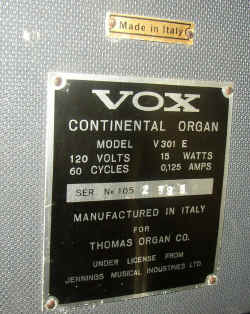 Made in Italy
VOX
CONTINENTAL ORGAN
MODEL V 301 E
120 VOLTS 15 WATTS
60 CYCLES 0,125 AMPS
SER No 105
MANUFACTURED IN ITALY
FOR
THOMAS ORGAN CO.
UNDER LICENSE FROM
JENNINGS MUSICAL INDUSTRIES LTD.